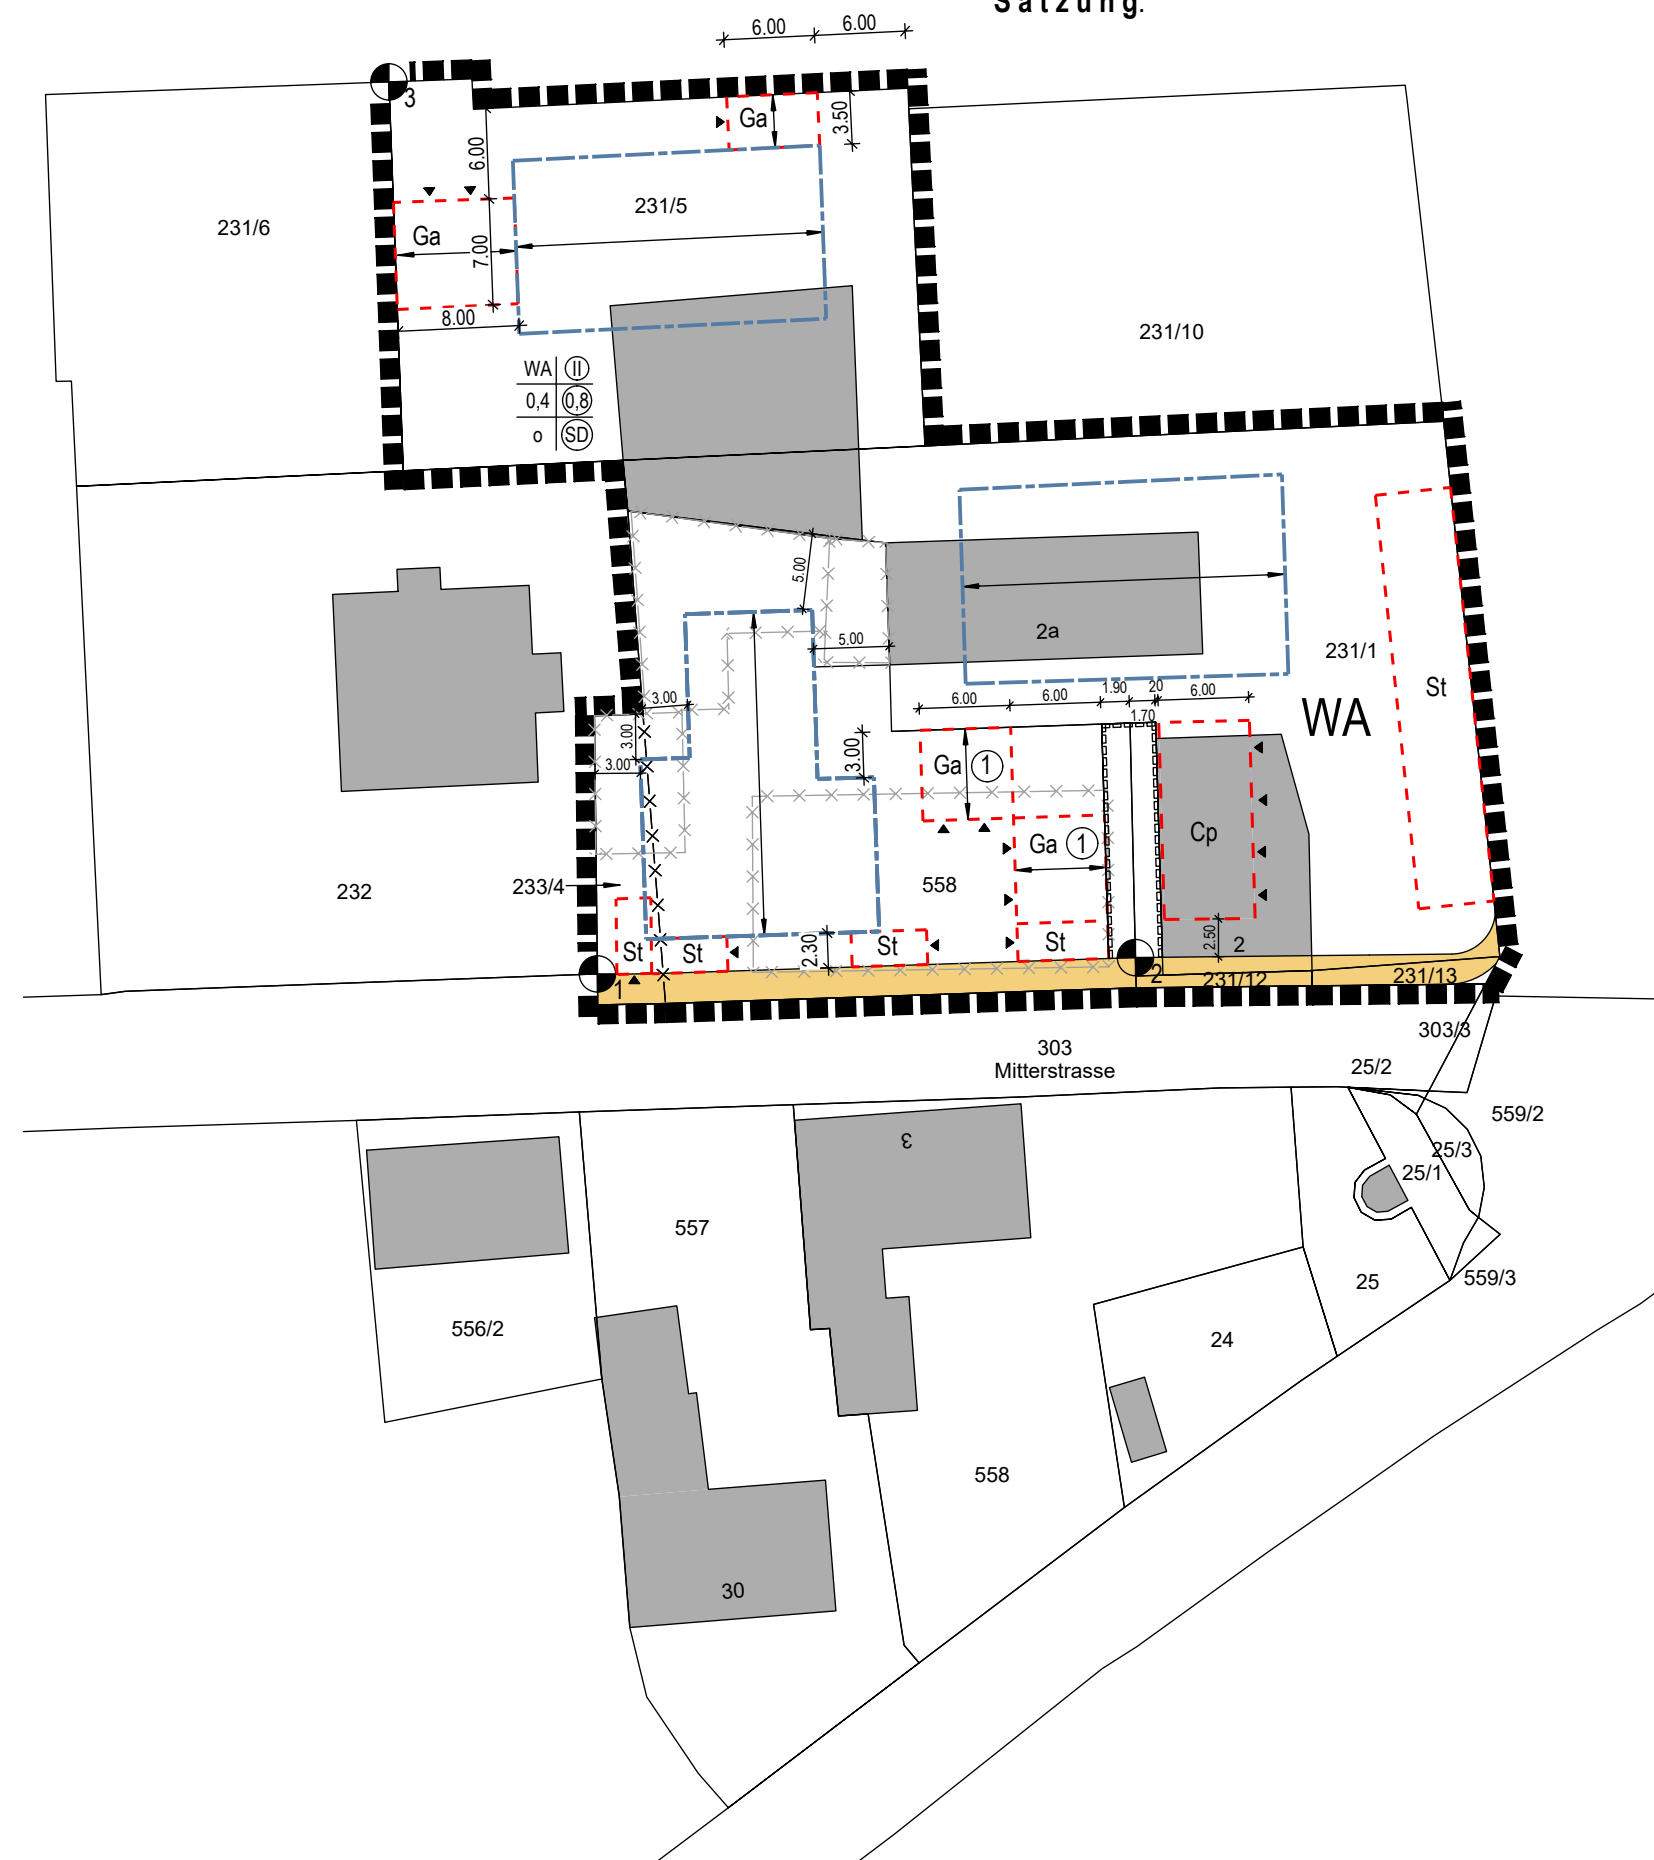 S a t z u n g.
6.00 6.00
3
Ga
3.50
6.00
231/6
231/5
Ga
7.00
8.00
231/10
WA II
0,4 0,8
o SD
5.00
2a
5.00
231/1
St
WA
3.00
6.00 6.00 1.90 20 6.00
1.70
3.00
3.00
3.00
Ga 1
Ga 1
Cp
558
233/4
232
St
St
2.30
St
St
2.50
2
1
2
231/12
231/13
303
Mitterstrasse
303/3
25/2
559/2
3
25/3
25/1
557
25
559/3
556/2
24
558
30